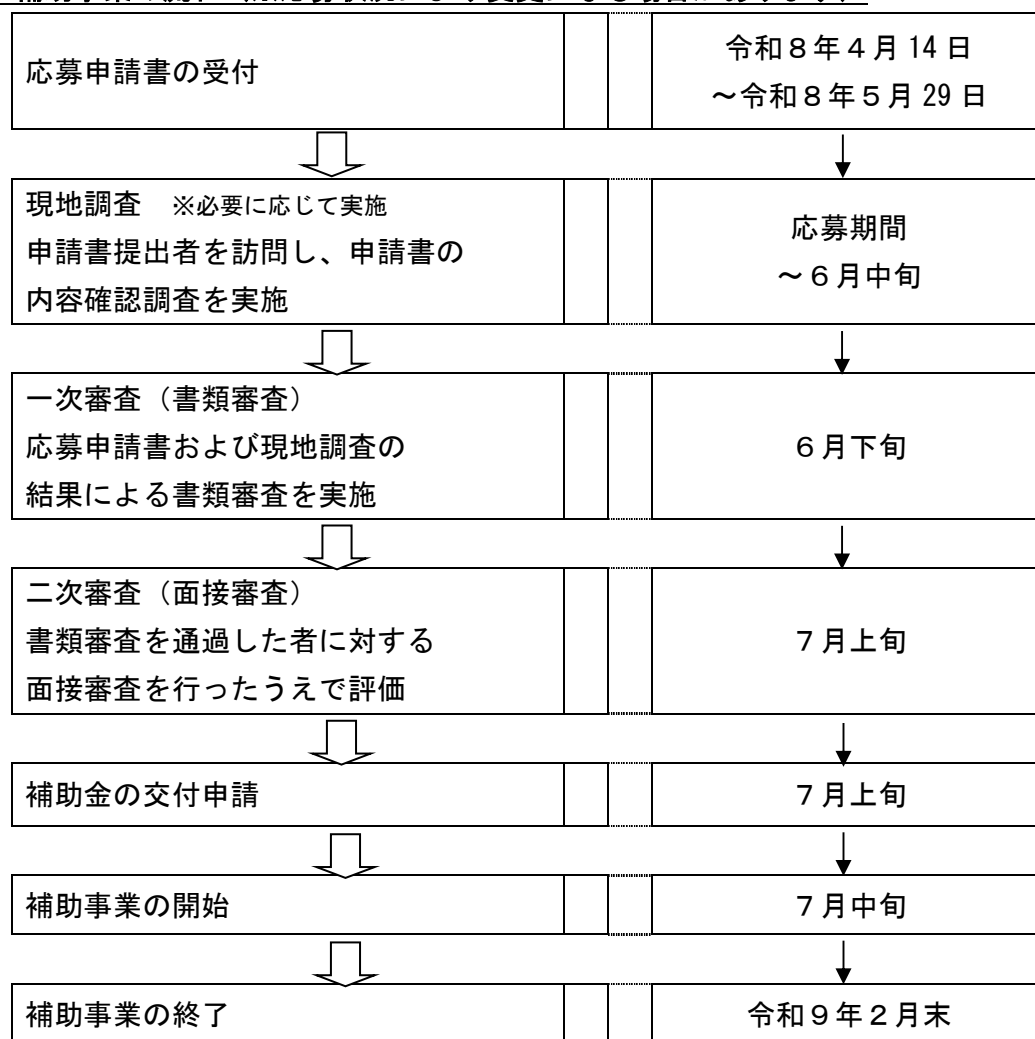 応募申請書の受付
令和８年４月 14 日
～令和８年５月 29 日
現地調査　※必要に応じて実施
申請書提出者を訪問し、申請書の
内容確認調査を実施
応募期間
～６月中旬
一次審査（書類審査）
応募申請書および現地調査の
結果による書類審査を実施
６月下旬
二次審査（面接審査）
書類審査を通過した者に対する
面接審査を行ったうえで評価
７月上旬
補助金の交付申請
７月上旬
補助事業の開始
７月中旬
補助事業の終了
令和９年２月末